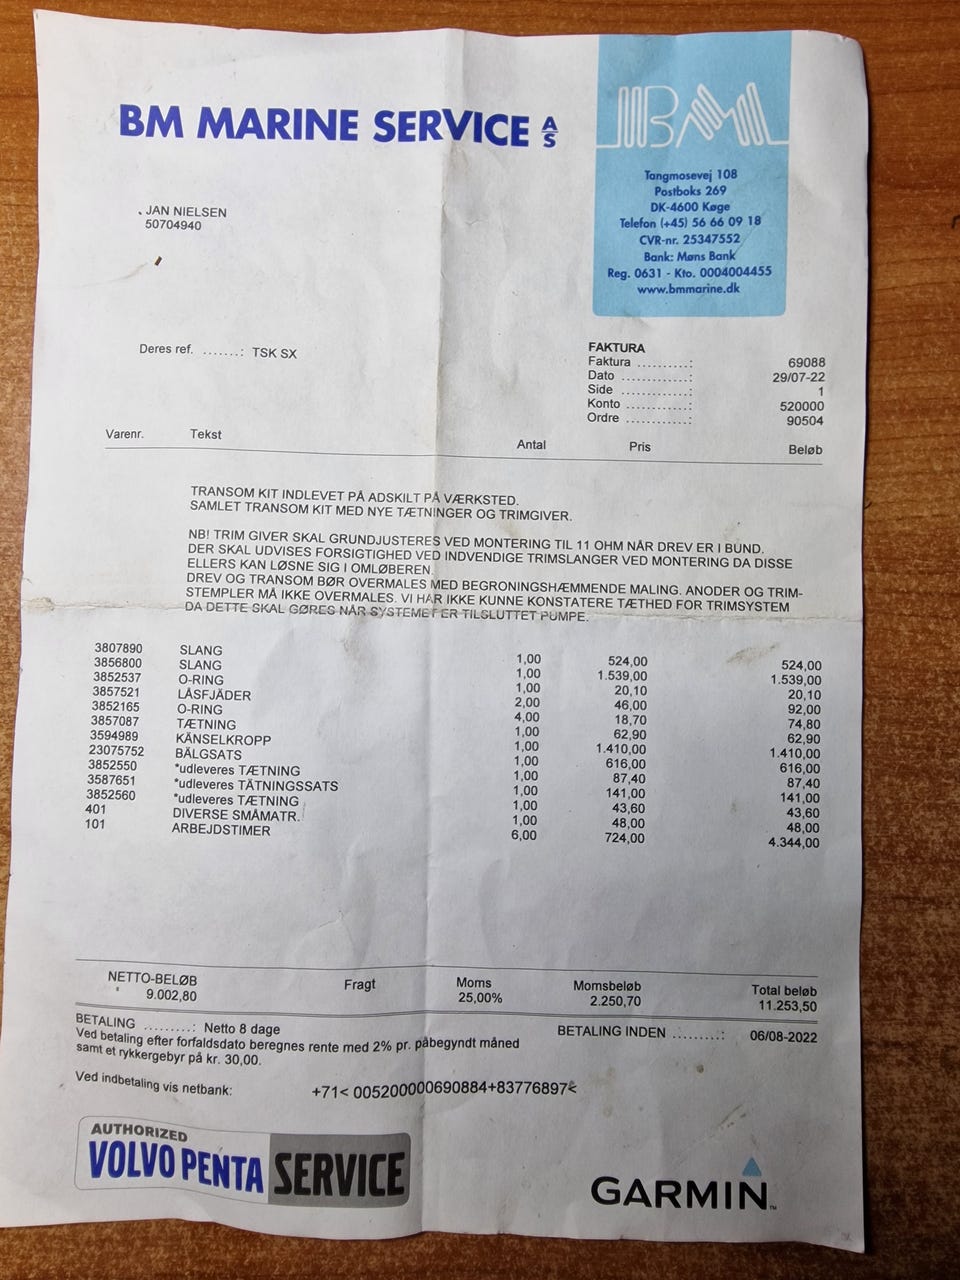 BM MARINE SERVICE A/S
BM
Tangmosevej 108
Postboks 269
DK-4600 Køge
Telefon (+45) 56 66 09 18
CVR-nr. 25347552
Bank: Møns Bank
Reg. 0631 - Kto. 0004004455
www.bmmarine.dk
JAN NIELSEN
50704940
Deres ref. .......: TSK SX
FAKTURA
Faktura ..........: 69088
Dato .............: 29/07-22
Side .............: 1
Konto ............: 520000
Ordre ............: 90504
Varenr. Tekst Antal Pris Beløb
TRANSOM KIT INDLEVET PÅ ADSKILT PÅ VÆRKSTED.
SAMLET TRANSOM KIT MED NYE TÆTNINGER OG TRIMGIVER.
NB! TRIM GIVER SKAL GRUNDJUSTERES VED MONTERING TIL 11 OHM NÅR DREV ER I BUND.
DER SKAL UDVISES FORSIGTIGHED VED INDVENDIGE TRIMSLANGER VED MONTERING DA DISSE
ELLERS KAN LØSNE SIG I OMLØBEREN.
DREV OG TRANSOM BØR OVERMALES MED BEGRONINGSHÆMMENDE MALING. ANODER OG TRIM-
STEMPLER MÅ IKKE OVERMALES. VI HAR IKKE KUNNE KONSTATERE TÆTHED FOR TRIMSYSTEM
DA DETTE SKAL GØRES NÅR SYSTEMET ER TILSLUTTET PUMPE.
3807890 SLANG 1,00 524,00 524,00
3856800 SLANG 1,00 1.539,00 1.539,00
3852537 O-RING 1,00 20,10 20,10
3857521 LÅSFJÄDER 2,00 46,00 92,00
3852165 O-RING 4,00 18,70 74,80
3857087 TÆTNING 1,00 62,90 62,90
3594989 KÄNSELKROPP 1,00 1.410,00 1.410,00
23075752 BÄLGSATS 1,00 616,00 616,00
3852550 *udleveres TÆTNING 1,00 87,40 87,40
3587651 *udleveres TÄTNINGSSATS 1,00 141,00 141,00
3852560 *udleveres TÆTNING 1,00 43,60 43,60
401 DIVERSE SMÅMATR. 1,00 48,00 48,00
101 ARBEJDSTIMER 6,00 724,00 4.344,00
NETTO-BELØB Fragt Moms Momsbeløb Total beløb
9.002,80 25,00% 2.250,70 11.253,50
BETALING .........: Netto 8 dage BETALING INDEN .........: 06/08-2022
Ved betaling efter forfaldsdato beregnes rente med 2% pr. påbegyndt måned
samt et rykkergebyr på kr. 30,00.
Ved indbetaling vis netbank: +71< 005200000690884+83776897<
AUTHORIZED
VOLVO PENTA SERVICE
GARMIN™